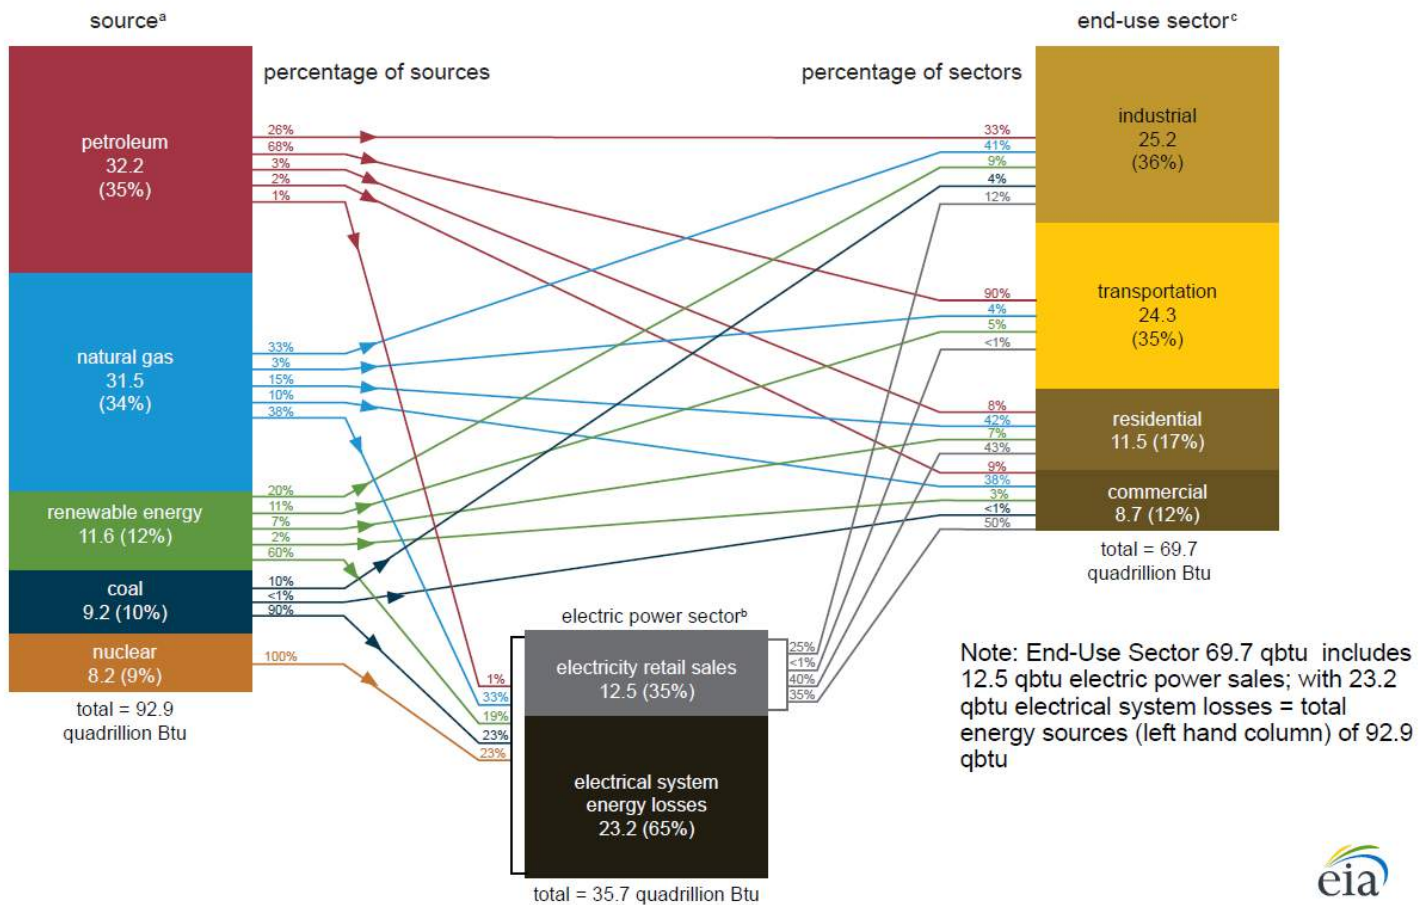 sourceᵃ
end-use sectorᶜ
percentage of sources
percentage of sectors
petroleum
32.2
(35%)
26%
68%
3%
2%
1%
natural gas
31.5
(34%)
33%
3%
15%
10%
38%
renewable energy
11.6 (12%)
20%
11%
7%
2%
60%
coal
9.2 (10%)
10%
<1%
90%
nuclear
8.2 (9%)
100%
total = 92.9
quadrillion Btu
33%
41%
9%
4%
12%
industrial
25.2
(36%)
90%
4%
5%
<1%
transportation
24.3
(35%)
8%
42%
7%
43%
residential
11.5 (17%)
9%
38%
3%
<1%
50%
commercial
8.7 (12%)
total = 69.7
quadrillion Btu
electric power sectorᵇ
1%
33%
19%
23%
23%
electricity retail sales
12.5 (35%)
25%
<1%
40%
35%
electrical system
energy losses
23.2 (65%)
total = 35.7 quadrillion Btu
Note: End-Use Sector 69.7 qbtu includes
12.5 qbtu electric power sales; with 23.2
qbtu electrical system losses = total
energy sources (left hand column) of 92.9
qbtu
eia